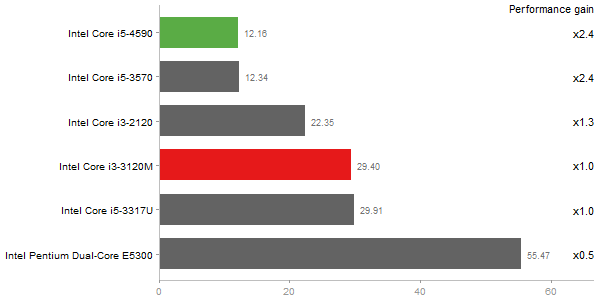 Performance gain
Intel Core i5-4590 12.16 x2.4
Intel Core i5-3570 12.34 x2.4
Intel Core i3-2120 22.35 x1.3
Intel Core i3-3120M 29.40 x1.0
Intel Core i5-3317U 29.91 x1.0
Intel Pentium Dual-Core E5300 55.47 x0.5
0 20 40 60